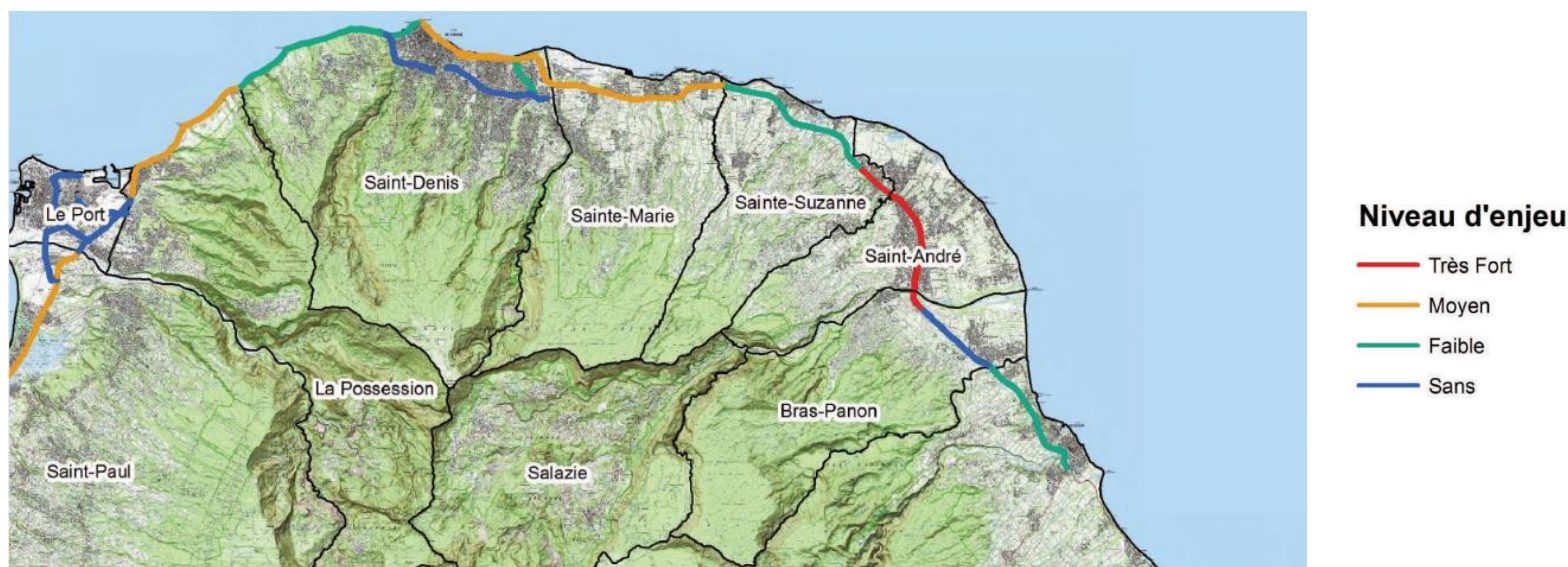 Saint-Denis
Le Port
Sainte-Marie
Sainte-Suzanne
Saint-André
La Possession
Bras-Panon
Saint-Paul
Salazie
Niveau d'enjeu
Très Fort
Moyen
Faible
Sans